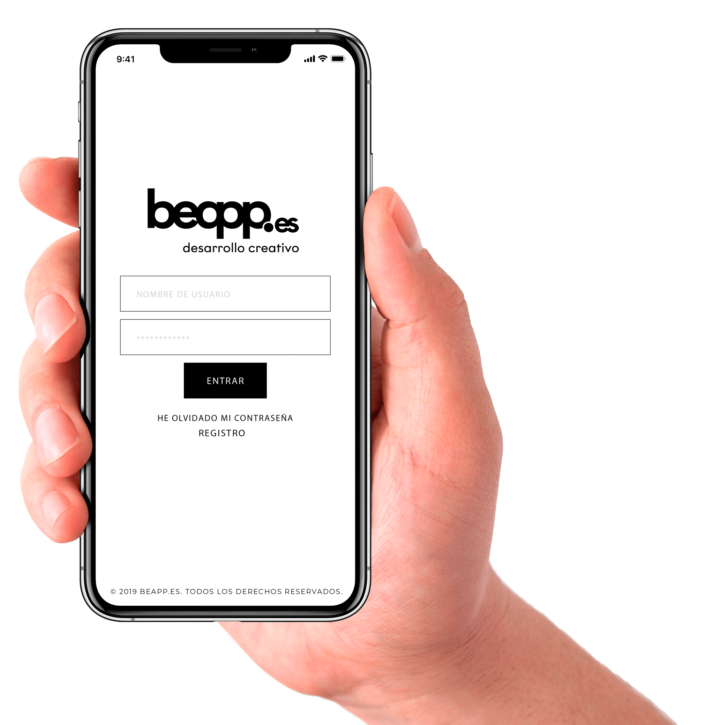 9:41
beapp.es
desarrollo creativo
NOMBRE DE USUARIO
************
ENTRAR
HE OLVIDADO MI CONTRASEÑA
REGISTRO
© 2019 BEAPP.ES. TODOS LOS DERECHOS RESERVADOS.